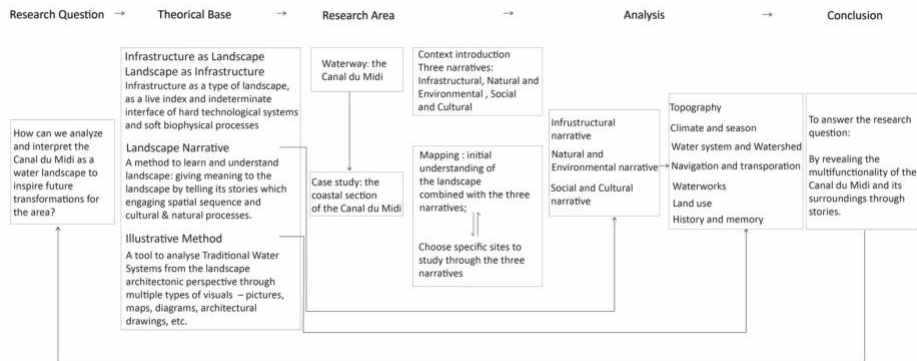 Research Question → Theorical Base → Research Area → Analysis → Conclusion
How can we analyze
and interpret the
Canal du Midi as a
water landscape to
inspire future
transformations for
the area?
Infrastructure as Landscape
Landscape as Infrastructure
Infrastructure as a type of landscape,
as a live index and indeterminate
interface of hard technological systems
and soft biophysical processes
Landscape Narrative
A method to learn and understand
landscape: giving meaning to the
landscape by telling its stories which
engaging spatial sequence and
cultural & natural processes.
Illustrative Method
A tool to analyse Traditional Water
Systems from the landscape
architectonic perspective through
multiple types of visuals – pictures,
maps, diagrams, architectural
drawings, etc.
Waterway: the
Canal du Midi
Case study: the
coastal section
of the Canal du Midi
Context introduction
Three narratives:
Infrastructural, Natural and
Environmental , Social
and Cultural
Mapping : initial
understanding of
the landscape
combined with the three
narratives;
Choose specific sites to
study through the three
narratives
Infrustructural
narrative
Natural and
Environmental narrative
Social and Cultural
narrative
Topography
Climate and season
Water system and Watershed
Navigation and transporation
Waterworks
Land use
History and memory
To answer the research
question:
By revealing the
multifunctionality of the
Canal du Midi and its
surroundings through
stories.